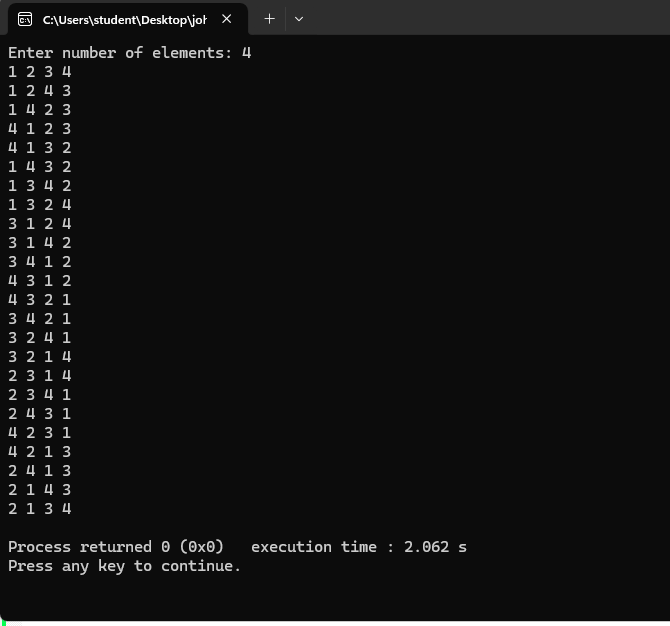 C:\Users\student\Desktop\joh
Enter number of elements: 4
1 2 3 4
1 2 4 3
1 4 2 3
4 1 2 3
4 1 3 2
1 4 3 2
1 3 4 2
1 3 2 4
3 1 2 4
3 1 4 2
3 4 1 2
4 3 1 2
4 3 2 1
3 4 2 1
3 2 4 1
3 2 1 4
2 3 1 4
2 3 4 1
2 4 3 1
4 2 3 1
4 2 1 3
2 4 1 3
2 1 4 3
2 1 3 4
Process returned 0 (0x0)   execution time : 2.062 s
Press any key to continue.